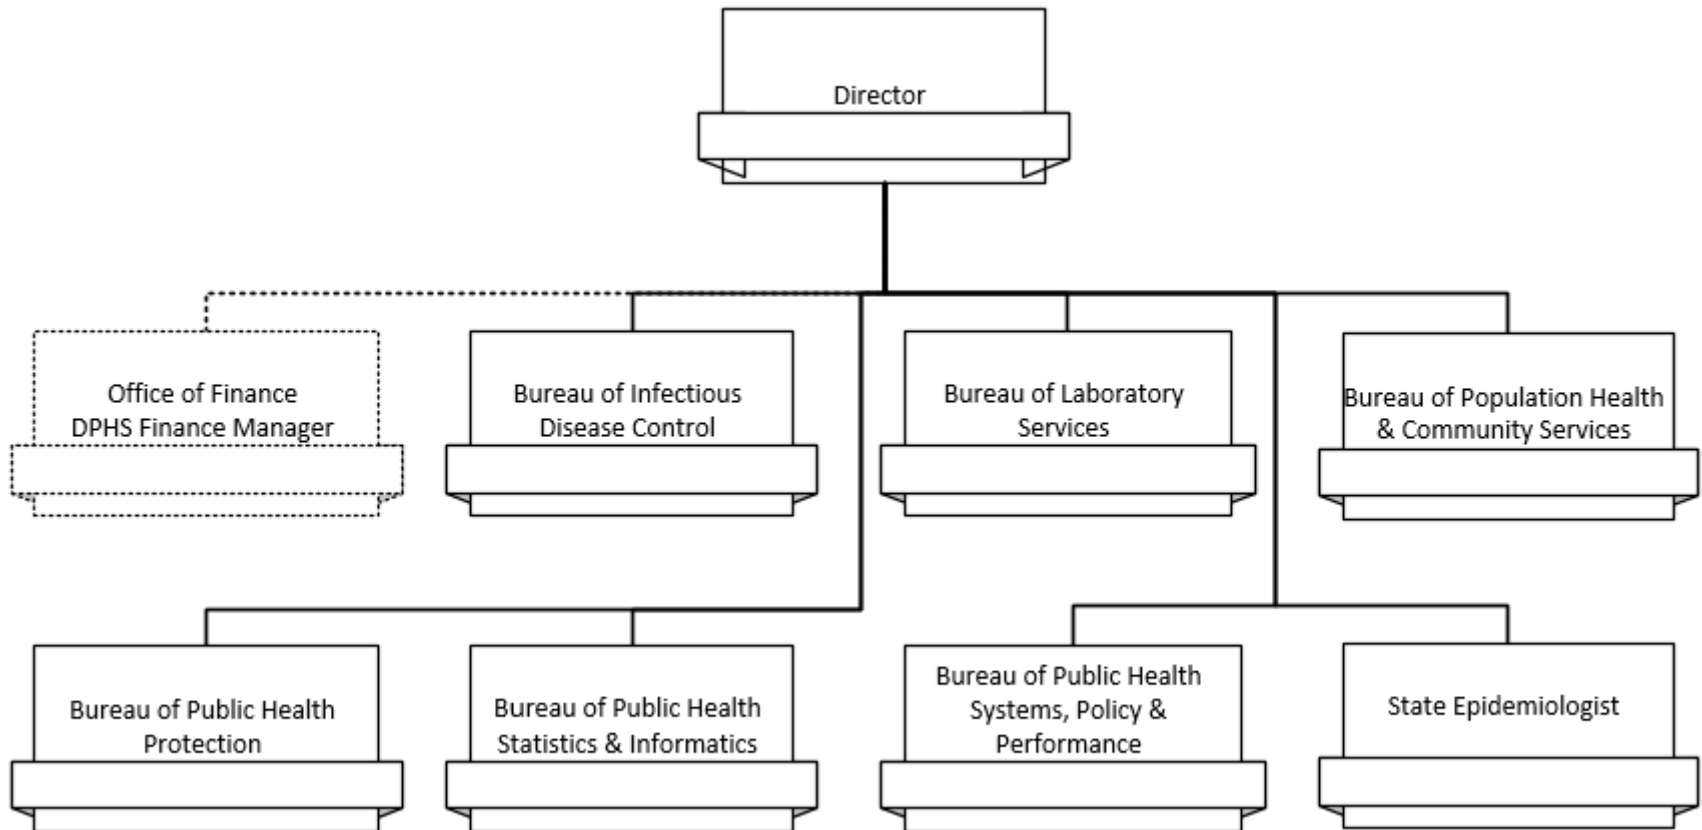 Director
Office of Finance
DPHS Finance Manager
Bureau of Infectious
Disease Control
Bureau of Laboratory
Services
Bureau of Population Health
& Community Services
Bureau of Public Health
Protection
Bureau of Public Health
Statistics & Informatics
Bureau of Public Health
Systems, Policy &
Performance
State Epidemiologist